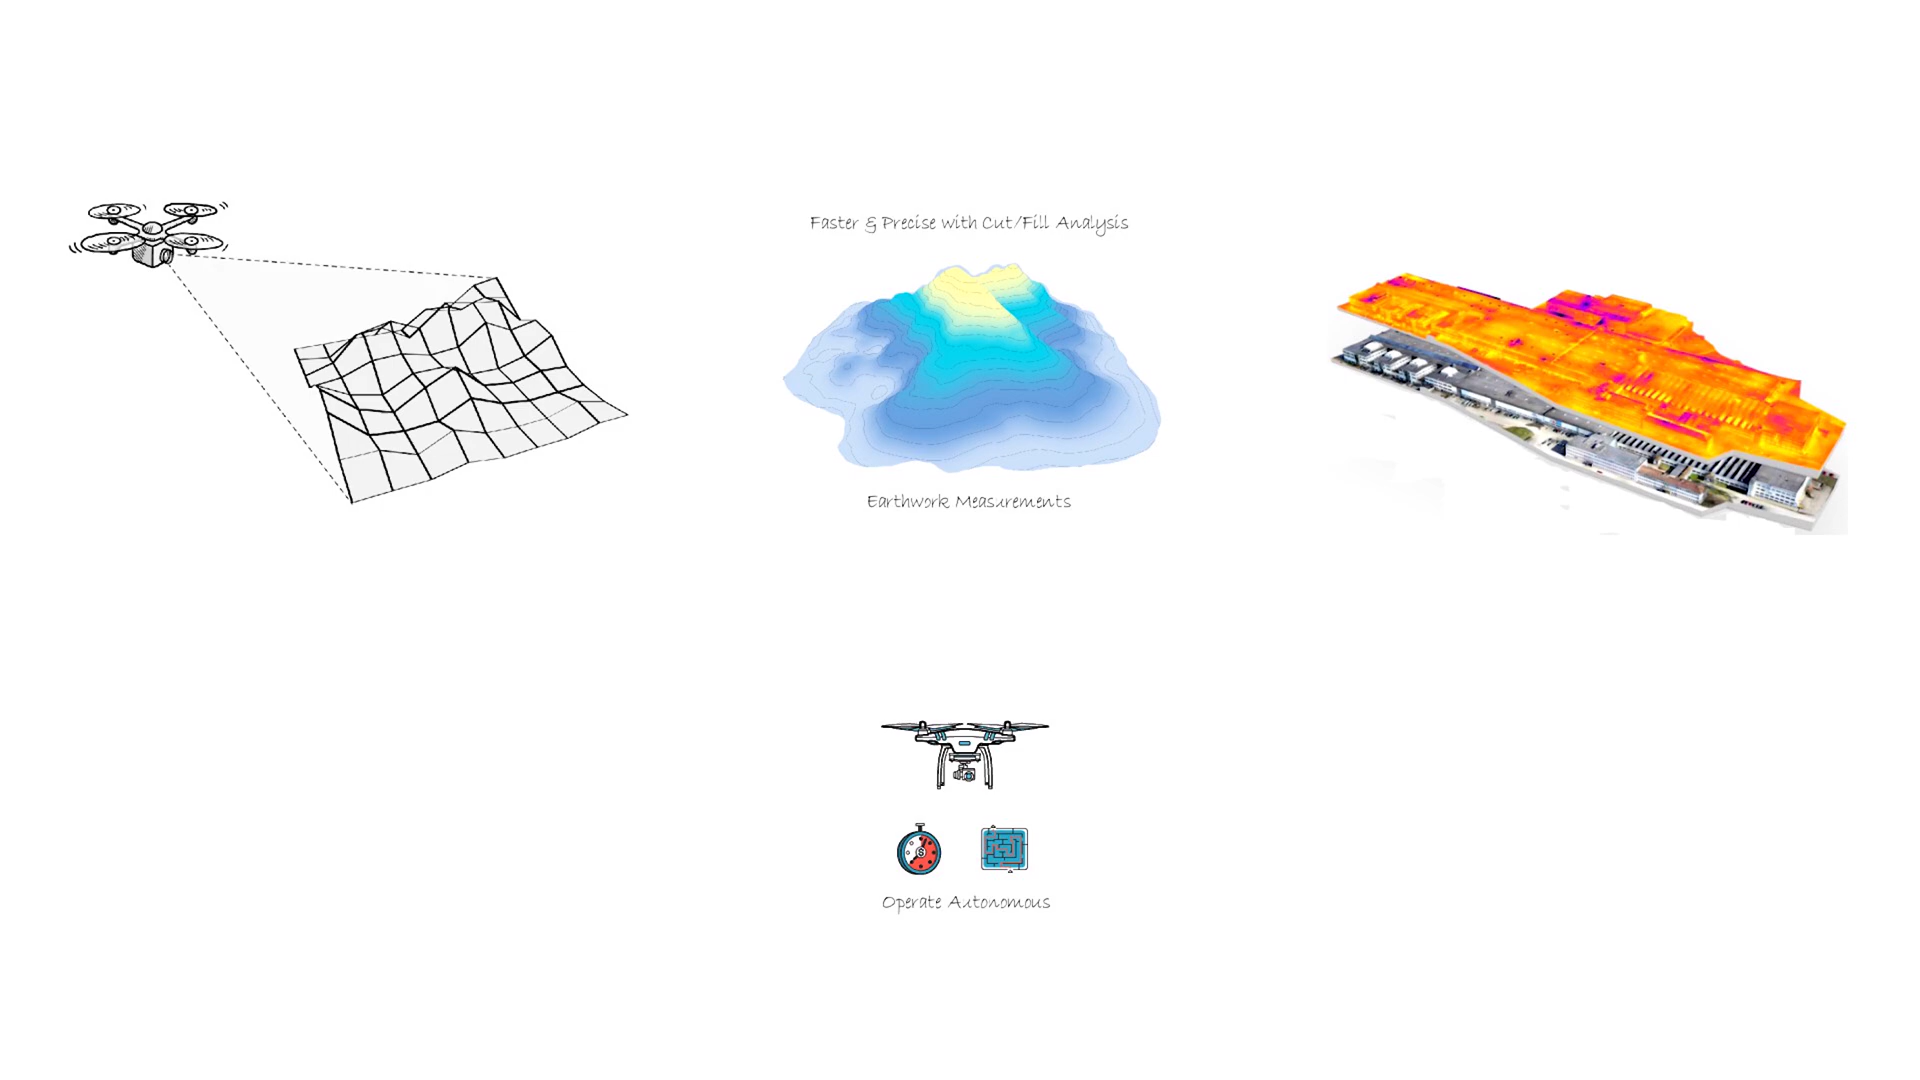 Faster & Precise with Cut/Fill Analysis
Earthwork Measurements
Operate Autonomous